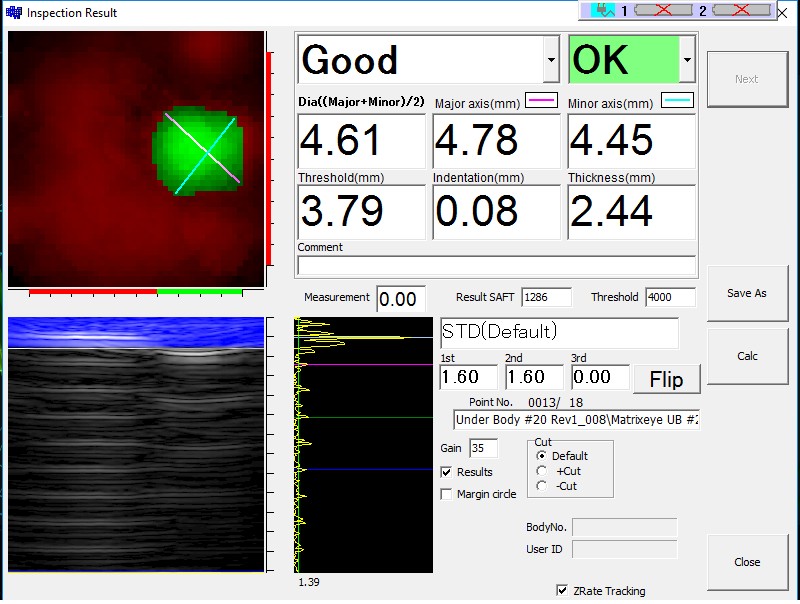 Inspection Result
1 2
Good OK
Next
Dia((Major+Minor)/2) Major axis(mm) Minor axis(mm)
4.61 4.78 4.45
Threshold(mm) Indentation(mm) Thickness(mm)
3.79 0.08 2.44
Comment
Measurement 0.00 Result SAFT 1286 Threshold 4000
Save As
STD(Default)
1st 2nd 3rd
1.60 1.60 0.00 Flip
Calc
Point No. 0013/ 18
Under Body #20 Rev1_008\Matrixeye UB #2
Gain 35
Cut
Default
Results
+Cut
Margin circle
-Cut
BodyNo.
User ID
Close
1.39
ZRate Tracking